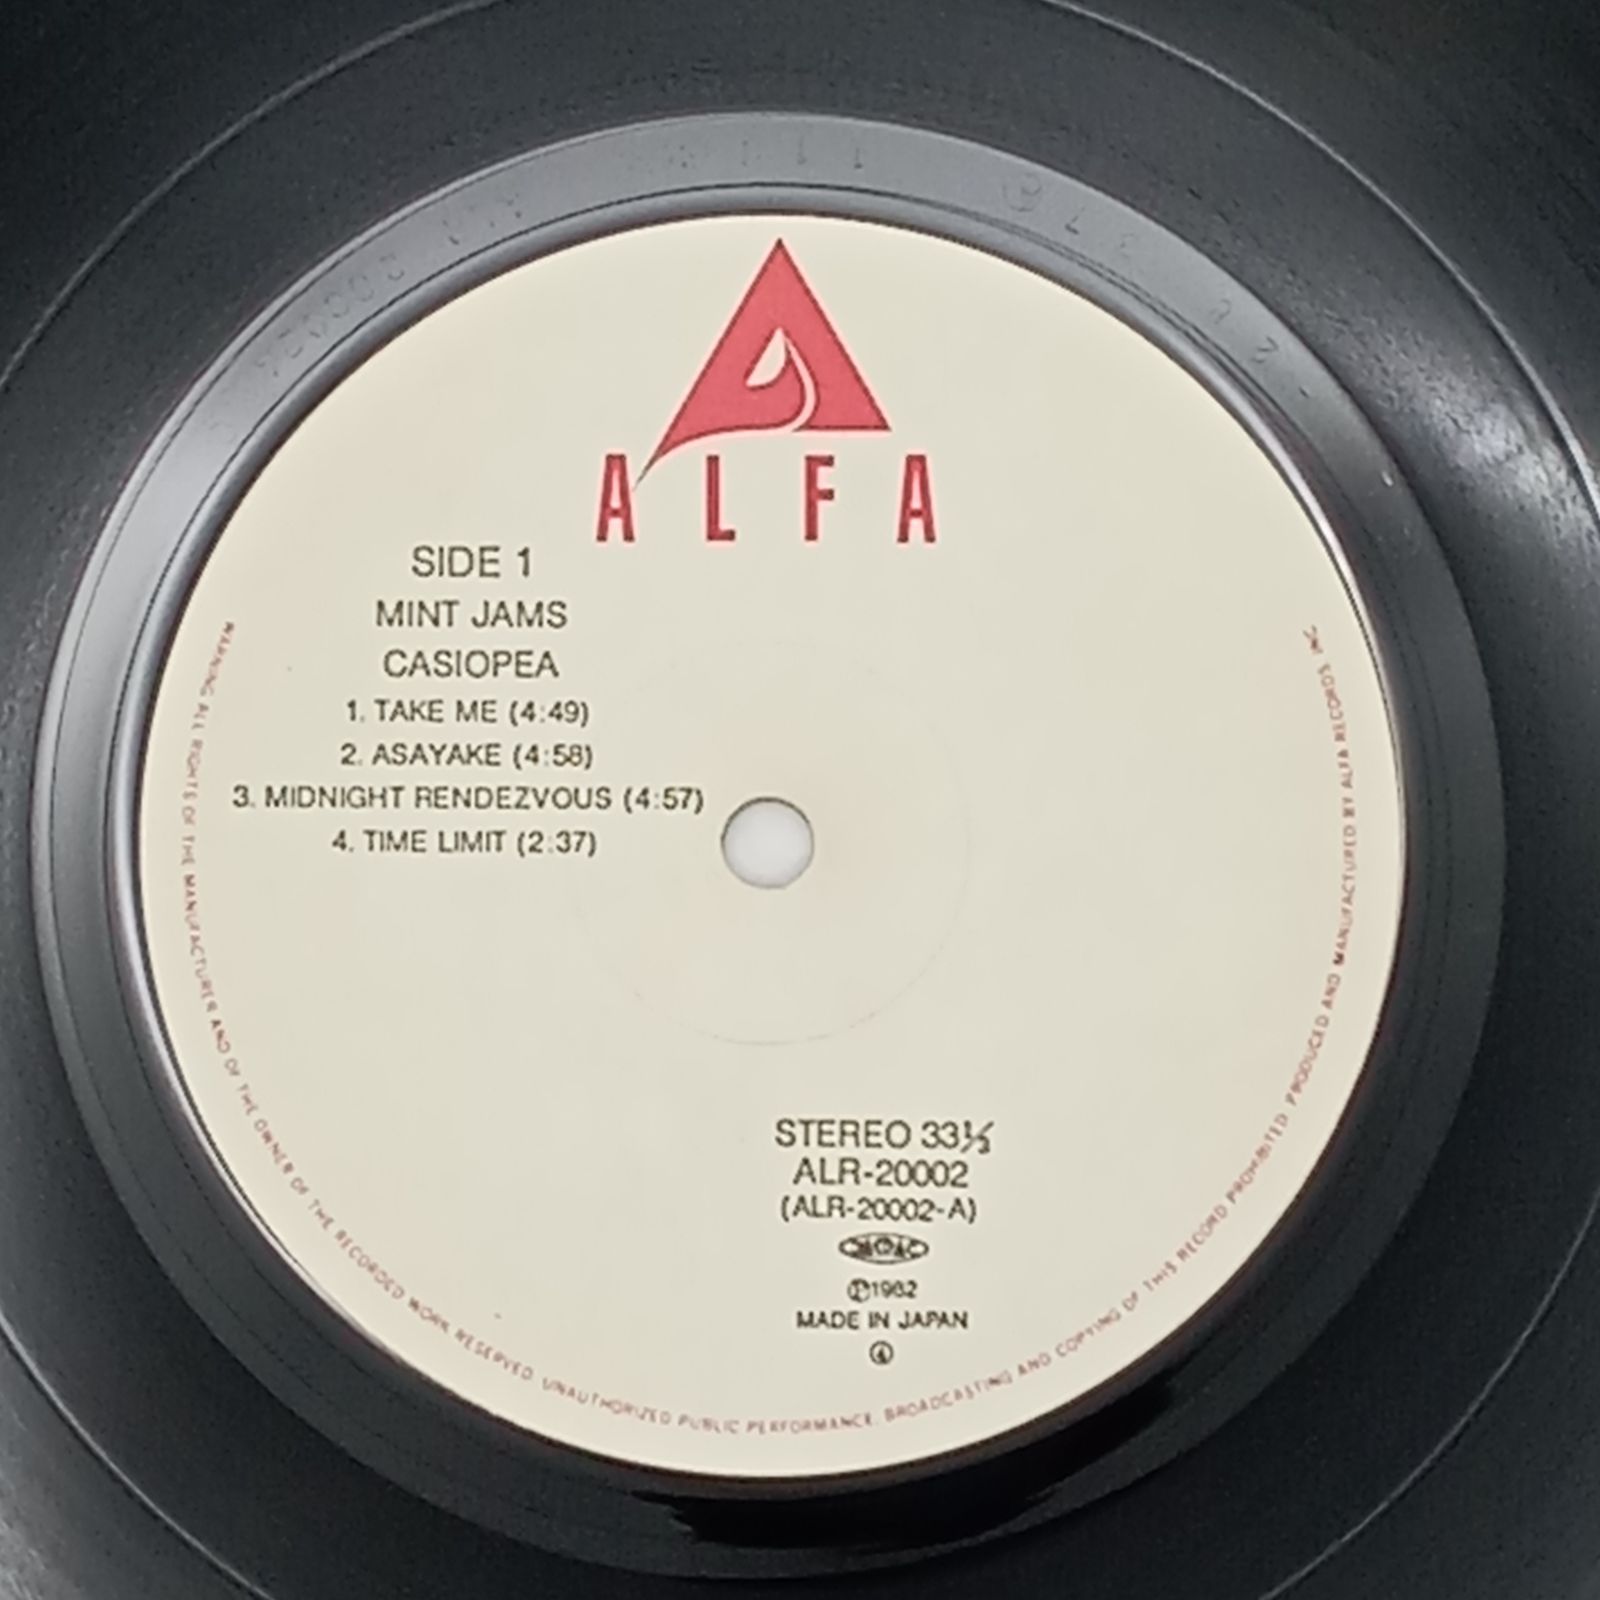 ALFA
SIDE 1
MINT JAMS
CASIOPEA
1. TAKE ME (4:49)
2. ASAYAKE (4:58)
3. MIDNIGHT RENDEZVOUS (4:57)
4. TIME LIMIT (2:37)
STEREO 33⅓
ALR-20002
(ALR-20002-A)
Ⓟ1982
MADE IN JAPAN
WARNING ALL RIGHTS OF THE MANUFACTURER AND OF THE OWNER OF THE RECORDED WORK RESERVED. UNAUTHORIZED PUBLIC PERFORMANCE, BROADCASTING AND COPYING OF THIS RECORD PROHIBITED. PRODUCED AND MANUFACTURED BY ALFA RECORDS, INC.